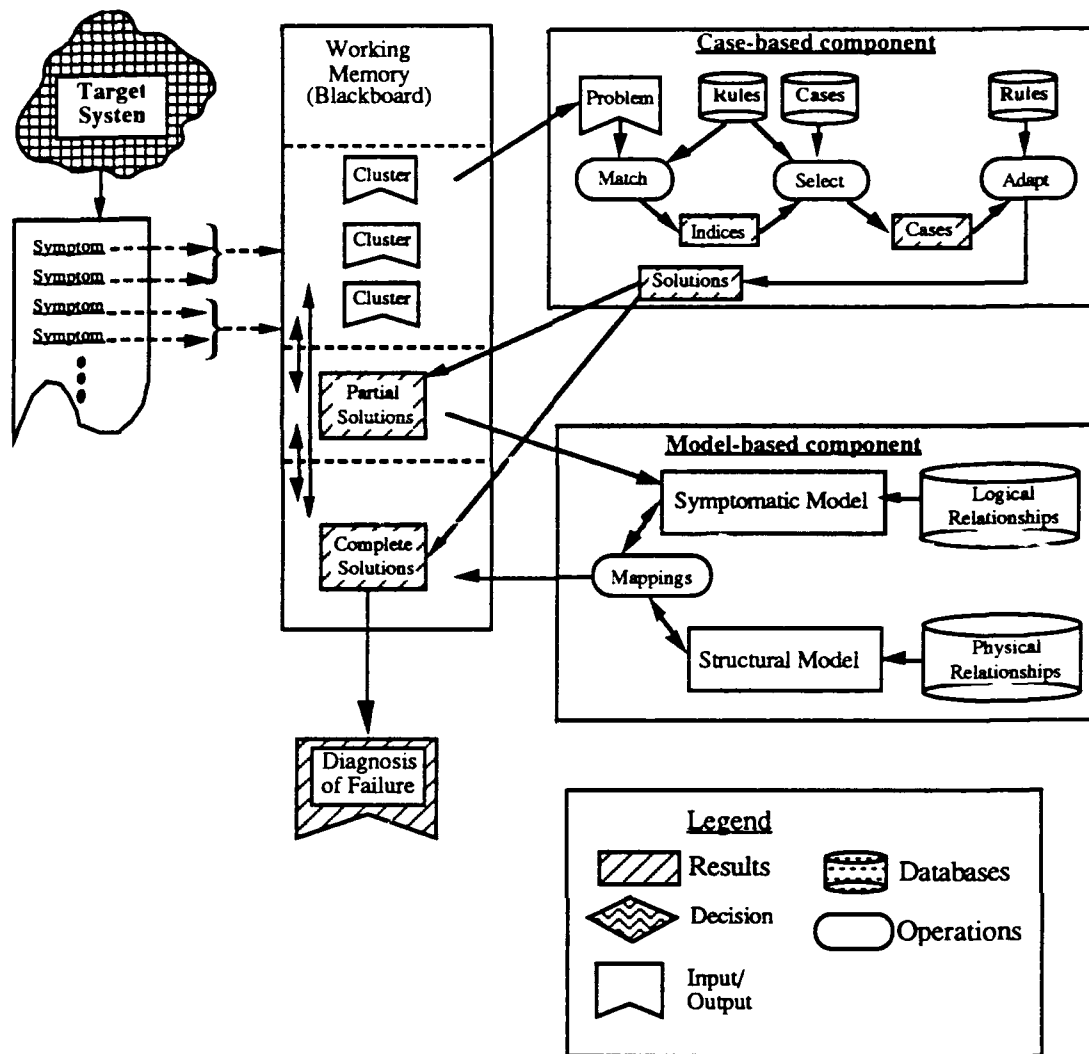 Target
Systen
Symptom
Symptom
Symptom
Symptom
Working
Memory
(Blackboard)
Cluster
Cluster
Cluster
Partial
Solutions
Complete
Solutions
Diagnosis
of Failure
Case-based component
Problem
Rules
Cases
Rules
Match
Select
Adapt
Indices
Cases
Solutions
Model-based component
Symptomatic Model
Logical
Relationships
Mappings
Structural Model
Physical
Relationships
Legend
Results
Databases
Decision
Operations
Input/
Output